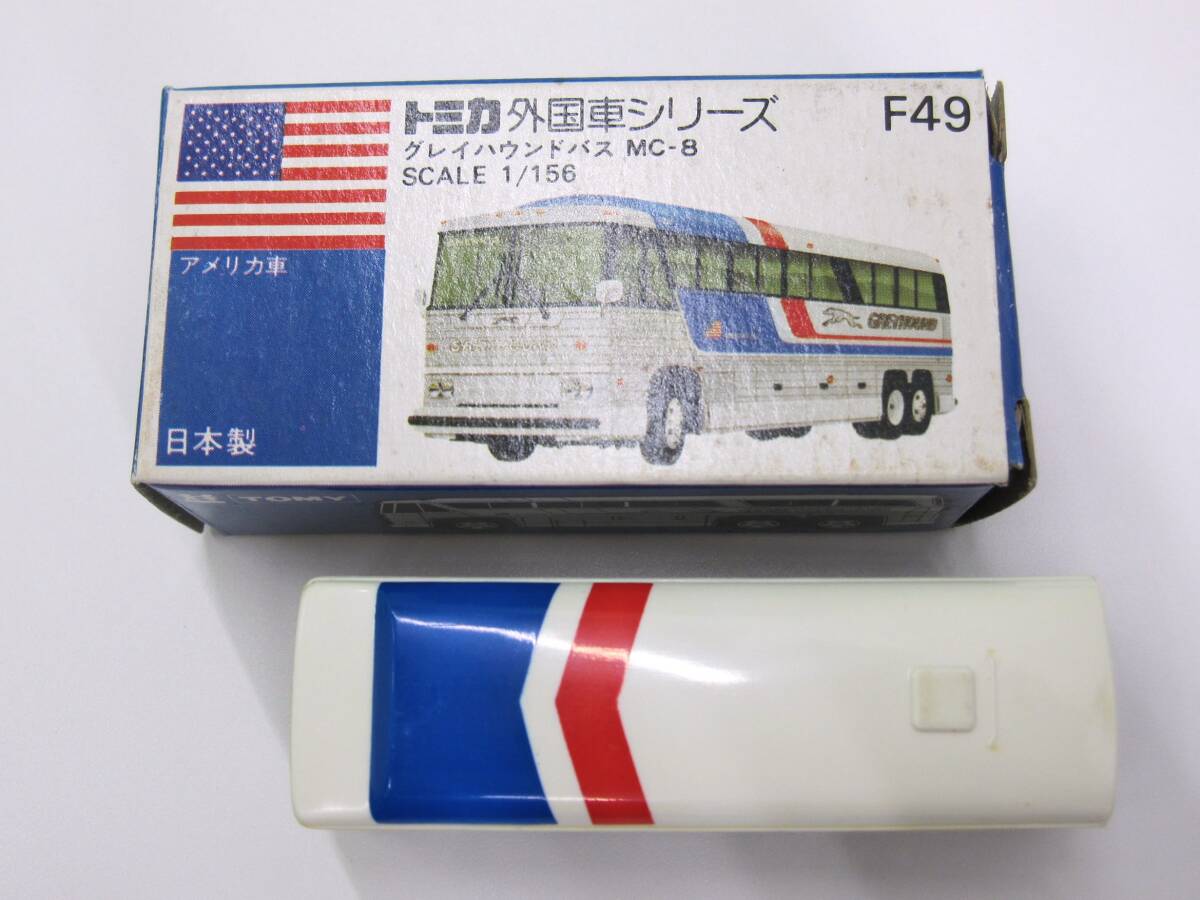 トミカ 外国車シリーズ F49
グレイハウンドバス MC-8
SCALE 1/156
アメリカ車
GREYHOUND
日本製
TOMY